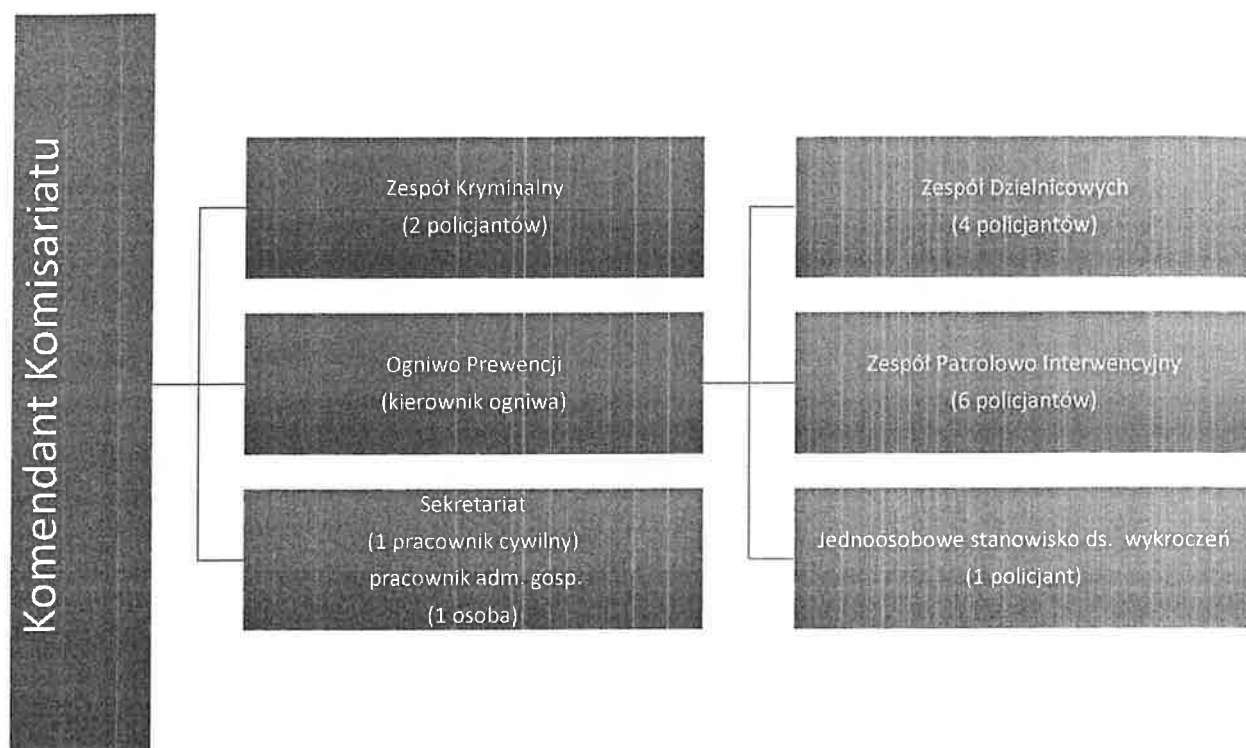 Komendant Komisariatu
Zespół Kryminalny
(2 policjantów)
Ogniwo Prewencji
(kierownik ogniwa)
Sekretariat
(1 pracownik cywilny)
pracownik adm. gosp.
(1 osoba)
Zespół Dzielnicowych
(4 policjantów)
Zespół Patrolowo Interwencyjny
(6 policjantów)
Jednoosobowe stanowisko ds. wykroczeń
(1 policjant)